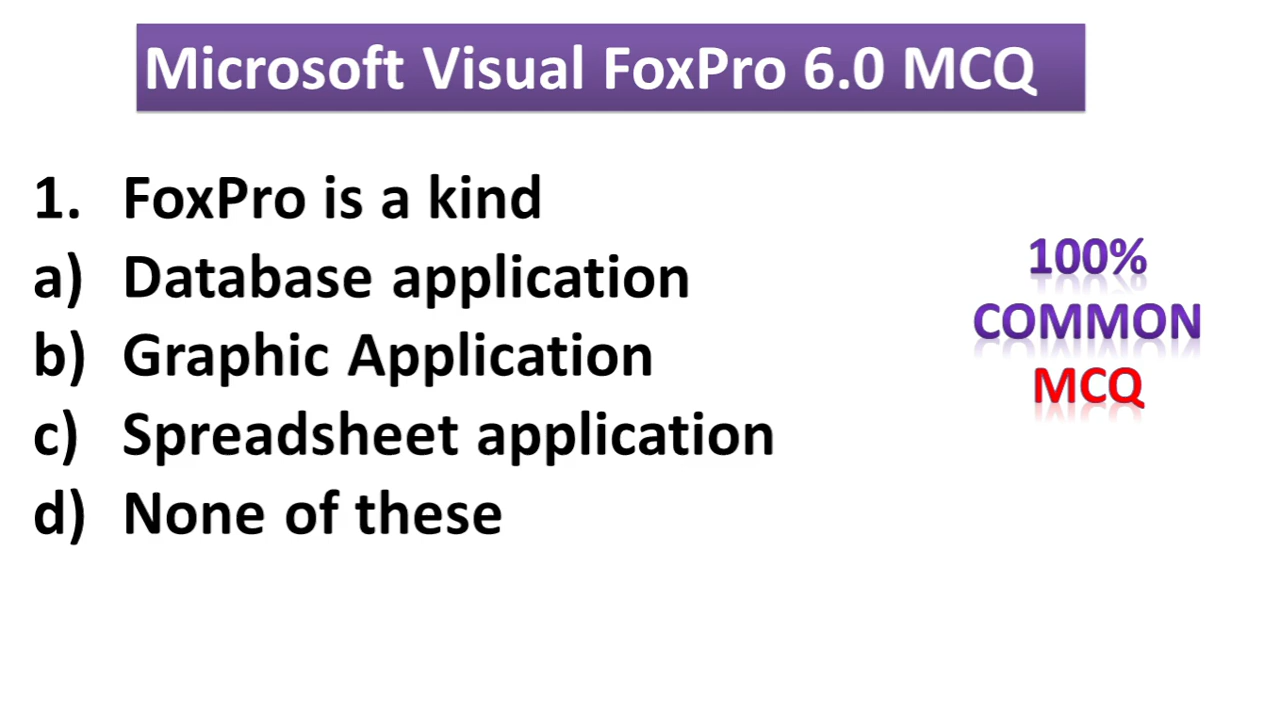 Microsoft Visual FoxPro 6.0 MCQ
1. FoxPro is a kind
a) Database application
b) Graphic Application
c) Spreadsheet application
d) None of these
100%
COMMON
MCQ